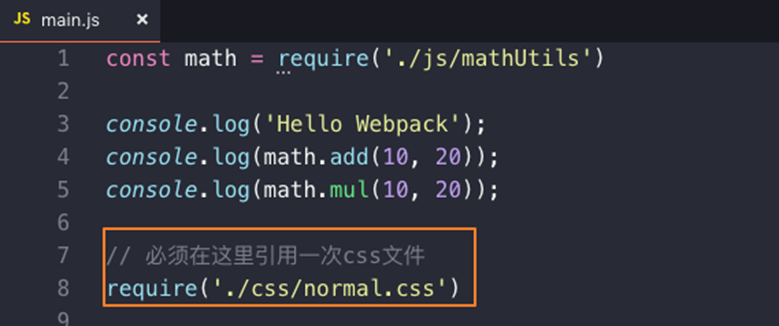 JS main.js ×
1 const math = require('./js/mathUtils')
2
3 console.log('Hello Webpack');
4 console.log(math.add(10, 20));
5 console.log(math.mul(10, 20));
6
7 // 必须在这里引用一次css文件
8 require('./css/normal.css')
9